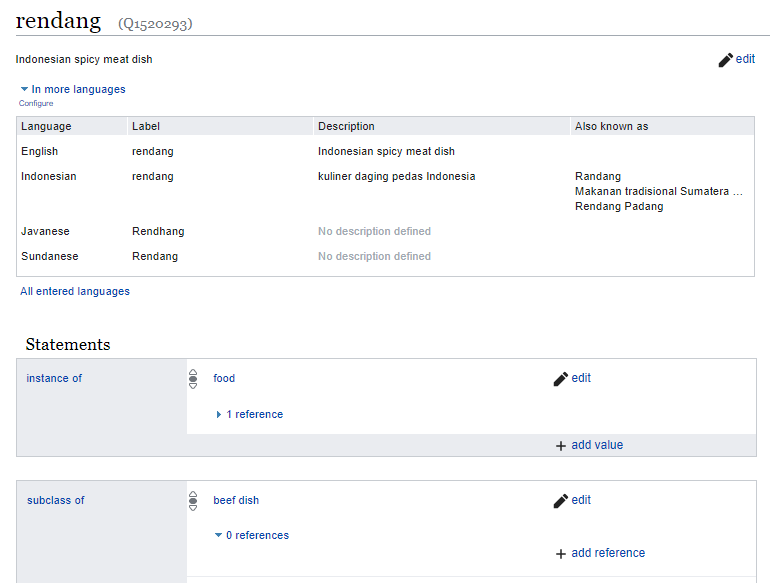 rendang (Q1520293)
Indonesian spicy meat dish edit
In more languages
Configure
Language Label Description Also known as
English rendang Indonesian spicy meat dish
Indonesian rendang kuliner daging pedas Indonesia Randang
Makanan tradisional Sumatera ...
Rendang Padang
Javanese Rendhang No description defined
Sundanese Rendang No description defined
All entered languages
Statements
instance of food edit
1 reference
+ add value
subclass of beef dish edit
0 references
+ add reference